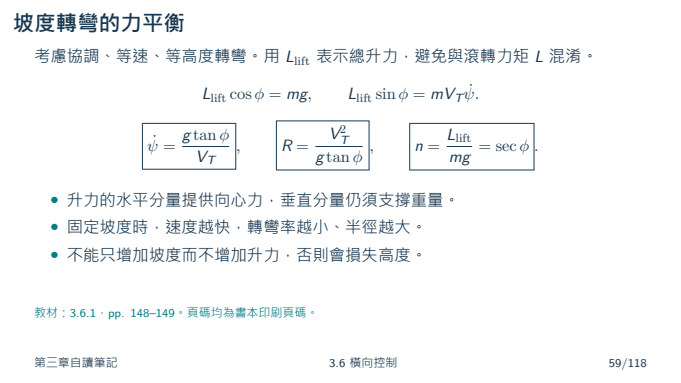 坡度轉彎的力平衡
考慮協調、等速、等高度轉彎。用 L_lift 表示總升力，避免與滾轉力矩 L 混淆。
L_lift cos ϕ = mg,  L_lift sin ϕ = mV_T ψ̇.
ψ̇ = g tan ϕ / V_T,  R = V_T² / g tan ϕ,  n = L_lift / mg = sec ϕ.
• 升力的水平分量提供向心力，垂直分量仍須支撐重量。
• 固定坡度時，速度越快，轉彎率越小、半徑越大。
• 不能只增加坡度而不增加升力，否則會損失高度。
教材：3.6.1，pp. 148–149。頁碼均為書本印刷頁碼。
第三章自讀筆記 3.6 橫向控制 59/118